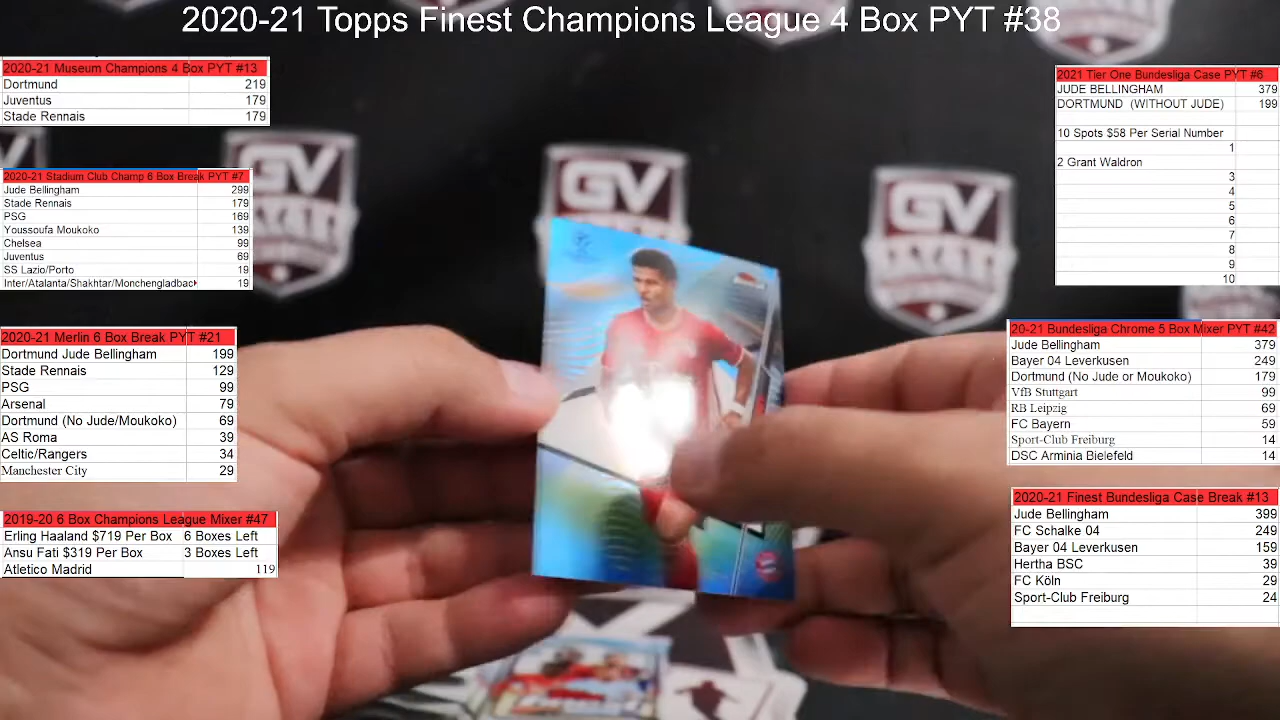 2020-21 Topps Finest Champions League 4 Box PYT #38
2020-21 Museum Champions 4 Box PYT #13
Dortmund 219
Juventus 179
Stade Rennais 179
2020-21 Stadium Club Champ 6 Box Break PYT #7
Jude Bellingham 299
Stade Rennais 179
PSG 169
Youssoufa Moukoko 139
Chelsea 99
Juventus 69
SS Lazio/Porto 19
Inter/Atalanta/Shakhtar/Monchengladbac 19
2020-21 Merlin 6 Box Break PYT #21
Dortmund Jude Bellingham 199
Stade Rennais 129
PSG 99
Arsenal 79
Dortmund (No Jude/Moukoko) 69
AS Roma 39
Celtic/Rangers 34
Manchester City 29
2019-20 6 Box Champions League Mixer #47
Erling Haaland $719 Per Box 6 Boxes Left
Ansu Fati $319 Per Box 3 Boxes Left
Atletico Madrid 119
GV
GV
GV
2021 Tier One Bundesliga Case PYT #6
JUDE BELLINGHAM 379
DORTMUND (WITHOUT JUDE) 199
10 Spots $58 Per Serial Number
1
2 Grant Waldron
3
4
5
6
7
8
9
10
20-21 Bundesliga Chrome 5 Box Mixer PYT #42
Jude Bellingham 379
Bayer 04 Leverkusen 249
Dortmund (No Jude or Moukoko) 179
VfB Stuttgart 99
RB Leipzig 69
FC Bayern 59
Sport-Club Freiburg 14
DSC Arminia Bielefeld 14
2020-21 Finest Bundesliga Case Break #13
Jude Bellingham 399
FC Schalke 04 249
Bayer 04 Leverkusen 159
Hertha BSC 39
FC Köln 29
Sport-Club Freiburg 24